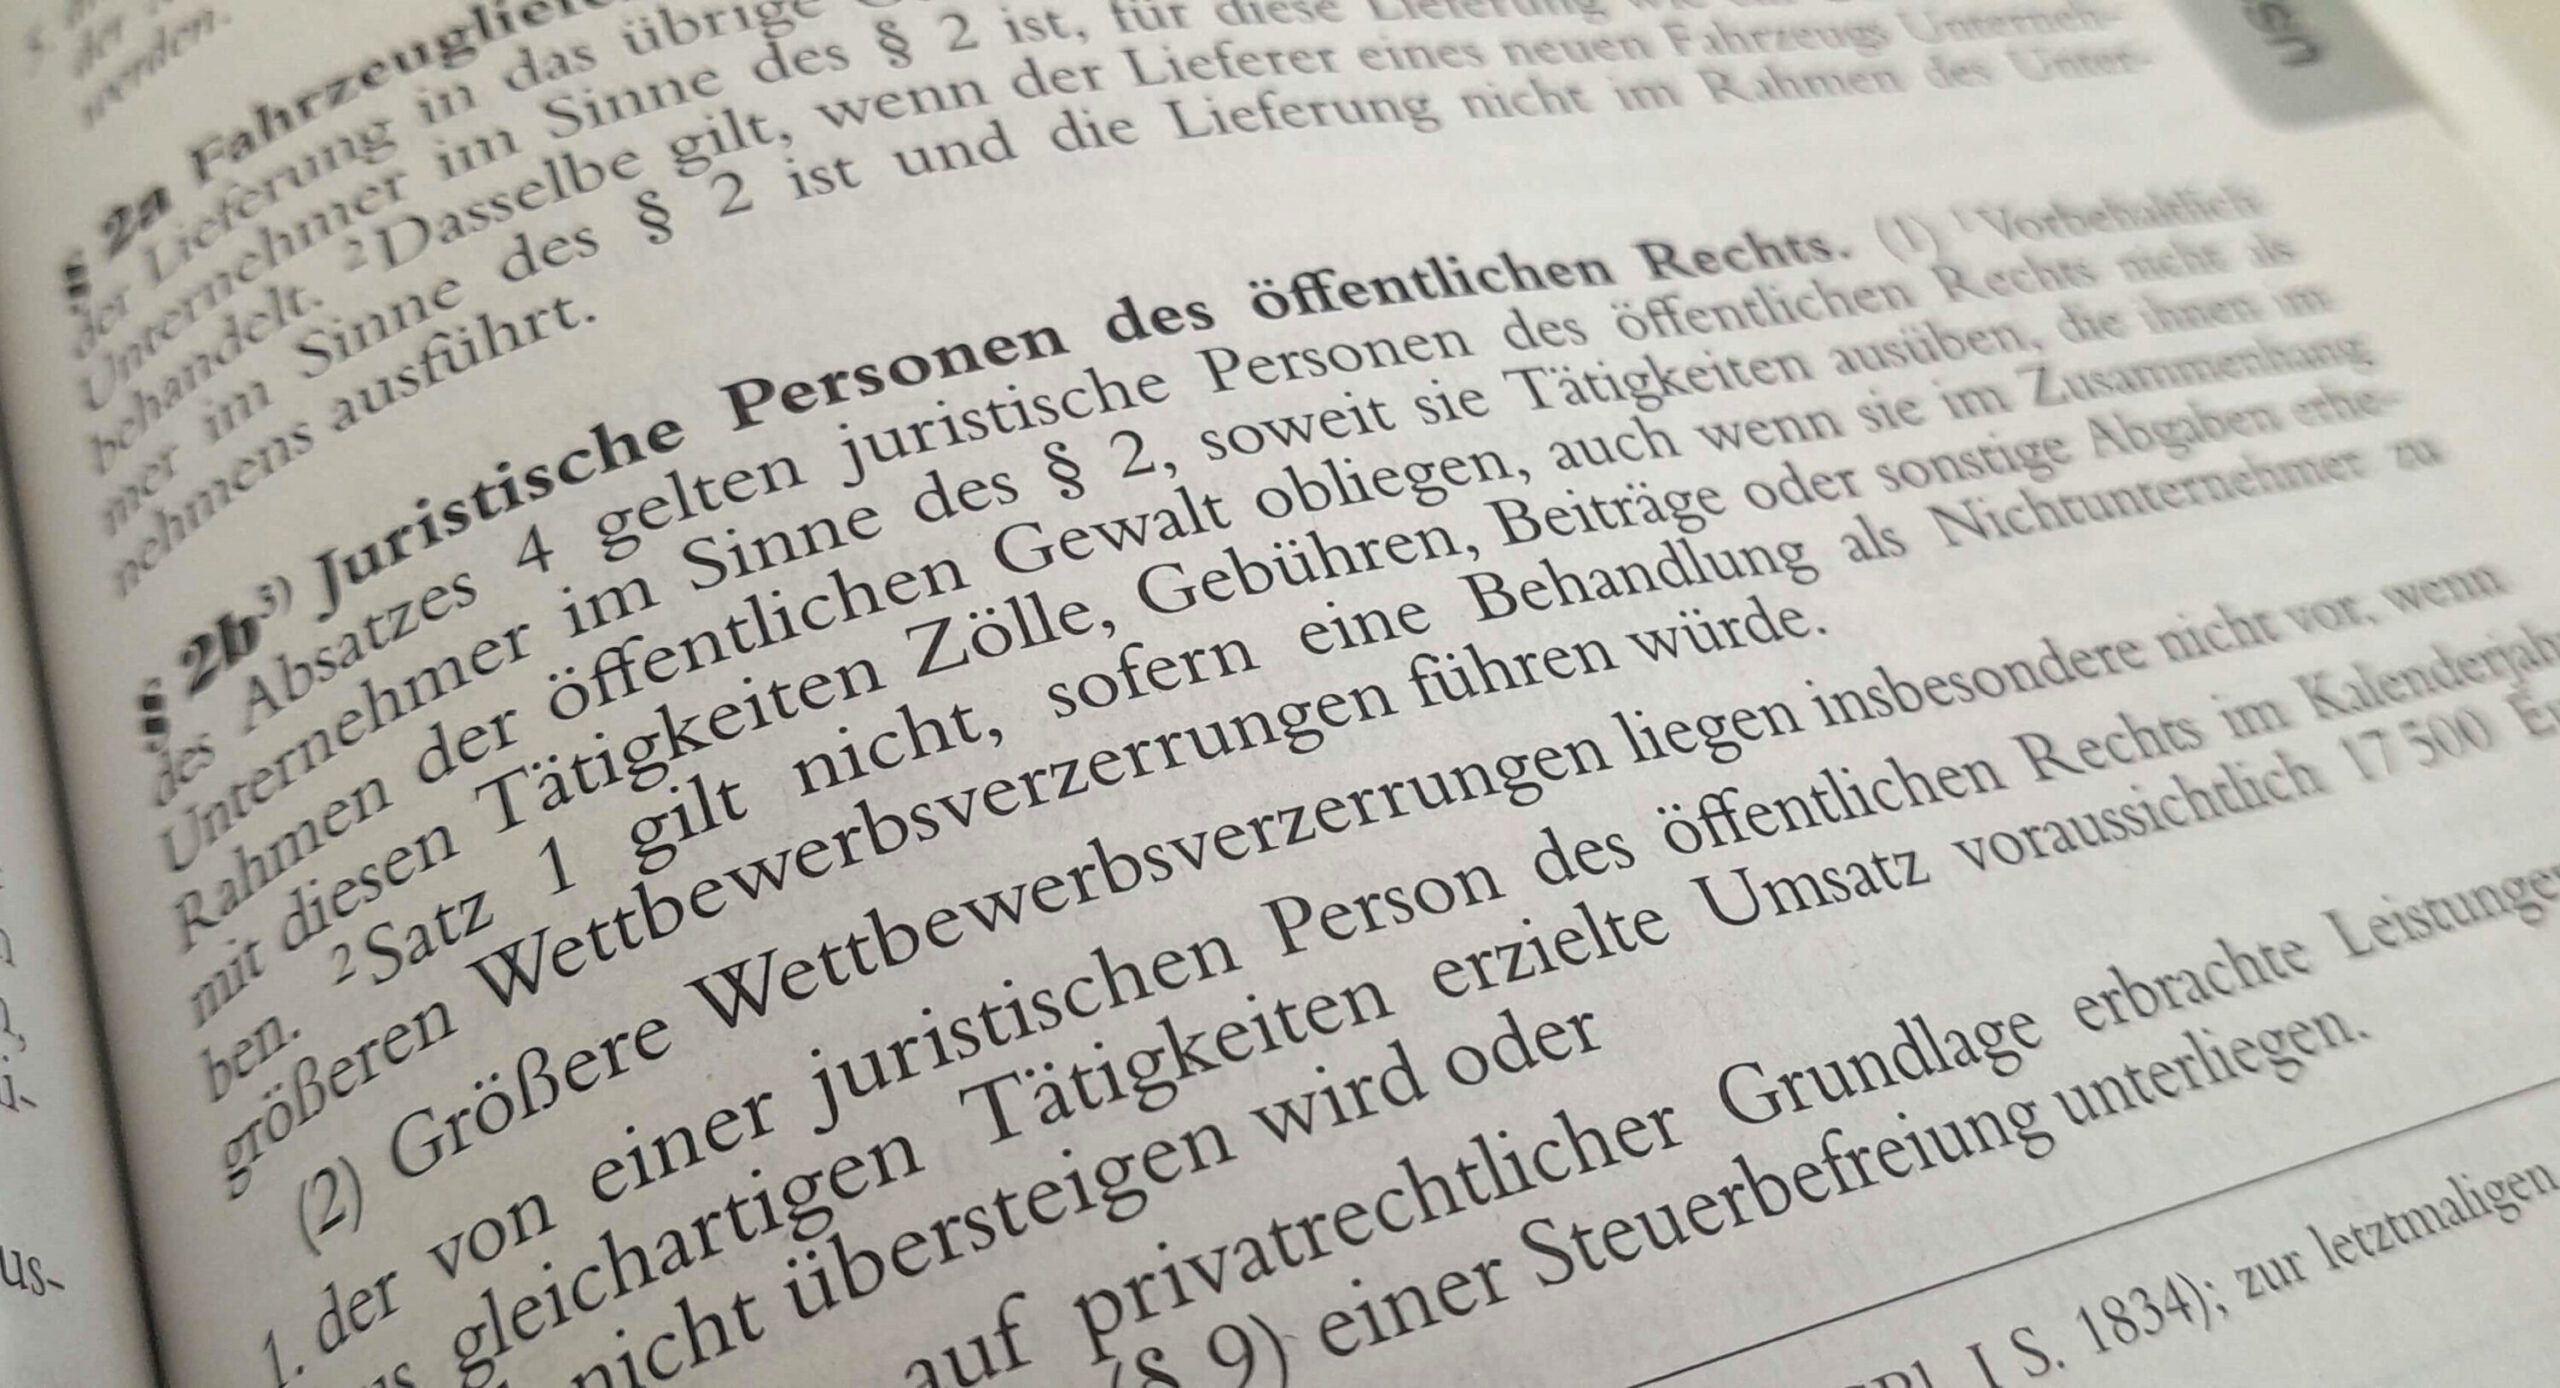 der
werden.
USt
§ 2a Fahrzeuglie
der Lieferung in das übrige
Unternehmer im Sinne des § 2 ist, für diese Lieferung
behandelt. ²Dasselbe gilt, wenn der Lieferer eines neuen Fahrzeugs Unterneh-
mer im Sinne des § 2 ist und die Lieferung nicht im Rahmen des Unter-
nehmens ausführt.
§ 2b³⁾ Juristische Personen des öffentlichen Rechts. (1) ¹Vorbehaltlich
des Absatzes 4 gelten juristische Personen des öffentlichen Rechts nicht als
Unternehmer im Sinne des § 2, soweit sie Tätigkeiten ausüben, die ihnen im
Rahmen der öffentlichen Gewalt obliegen, auch wenn sie im Zusammenhang
mit diesen Tätigkeiten Zölle, Gebühren, Beiträge oder sonstige Abgaben erhe-
ben. ²Satz 1 gilt nicht, sofern eine Behandlung als Nichtunternehmer zu
größeren Wettbewerbsverzerrungen führen würde.
(2) Größere Wettbewerbsverzerrungen liegen insbesondere nicht vor, wenn
1. der von einer juristischen Person des öffentlichen Rechts im Kalenderjahr
gleichartigen Tätigkeiten erzielte Umsatz voraussichtlich 17 500
nicht übersteigen wird oder
auf privatrechtlicher Grundlage erbrachte Leistungen
(§ 9) einer Steuerbefreiung unterliegen.
I S. 1834); zur letztmaligen
us-